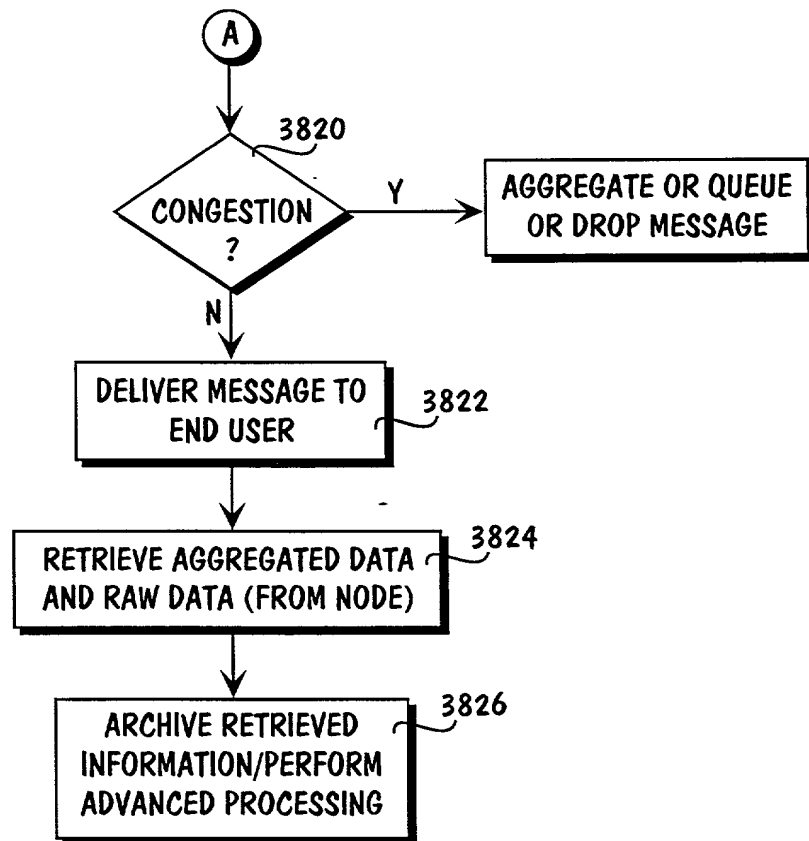 A
3820
CONGESTION
?
Y
AGGREGATE OR QUEUE
OR DROP MESSAGE
N
DELIVER MESSAGE TO
END USER
3822
RETRIEVE AGGREGATED DATA
AND RAW DATA (FROM NODE)
3824
ARCHIVE RETRIEVED
INFORMATION/PERFORM
ADVANCED PROCESSING
3826